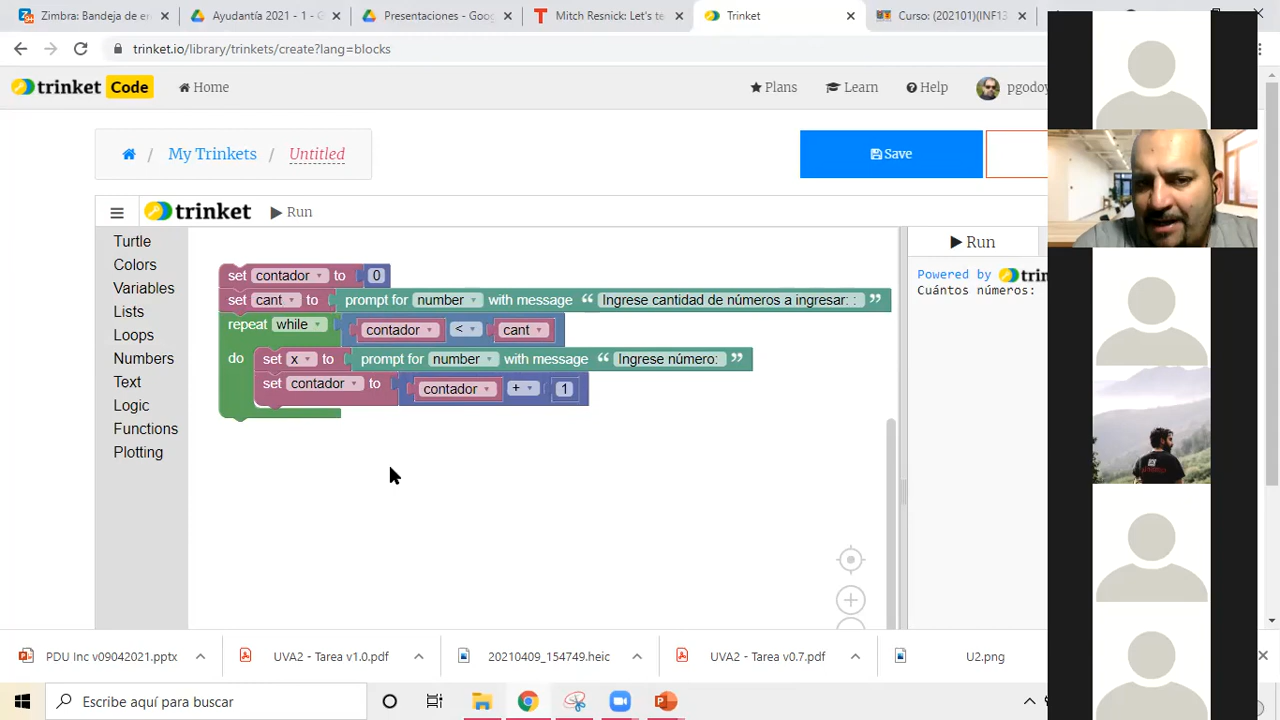 Zimbra: Bandeja de e
Ayudantía 2021 - 1 - G
Presentaciones - Goog
Mitch Resnick: Let's te
Trinket
Curso: (202101)(INF13
trinket.io/library/trinkets/create?lang=blocks
trinket Code
Home
Plans
Learn
Help
pgodoy
/ My Trinkets / Untitled
Save
trinket
Run
Turtle
Colors
Variables
Lists
Loops
Numbers
Text
Logic
Functions
Plotting
set contador to 0
set cant to prompt for number with message “ Ingrese cantidad de números a ingresar: : ”
repeat while contador < cant
do set x to prompt for number with message “ Ingrese número: ”
set contador to contador + 1
Run
Powered by trin
Cuántos números:
PDU Inc v09042021.pptx
UVA2 - Tarea v1.0.pdf
20210409_154749.heic
UVA2 - Tarea v0.7.pdf
U2.png
Escribe aquí para buscar